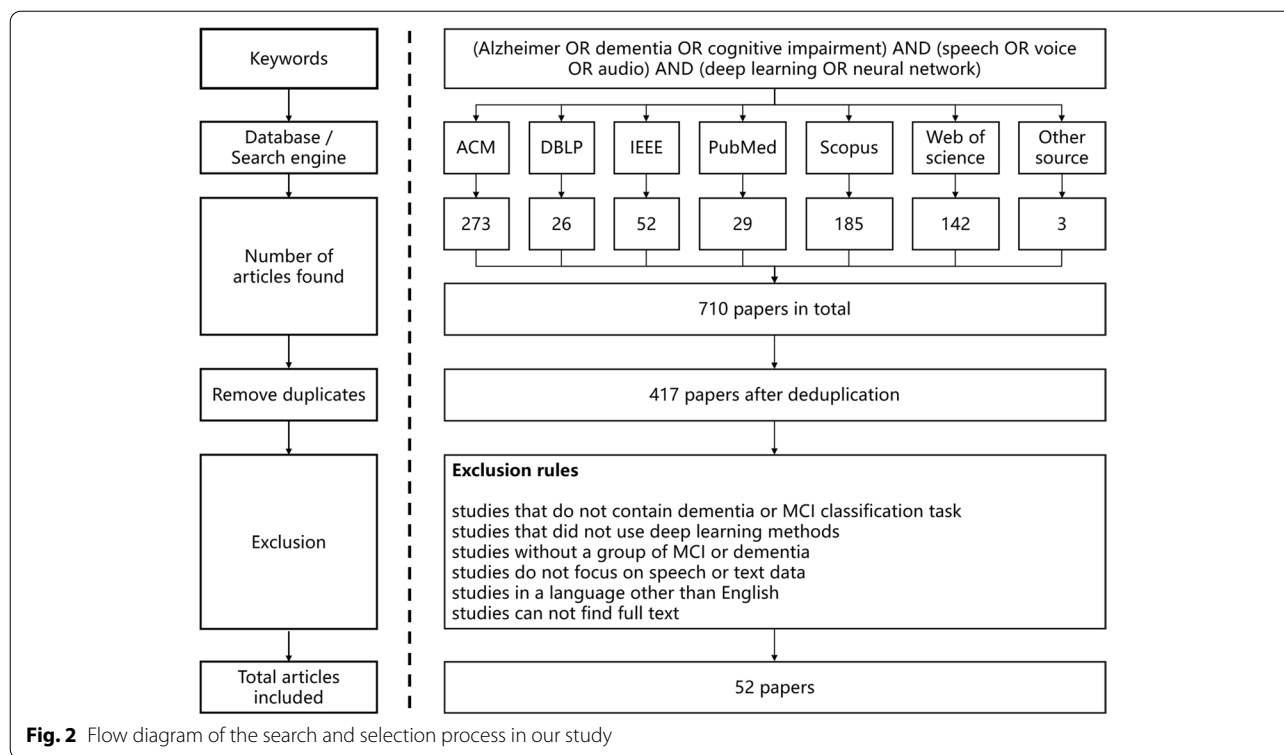 Keywords
(Alzheimer OR dementia OR cognitive impairment) AND (speech OR voice
OR audio) AND (deep learning OR neural network)
Database /
Search engine
ACM
DBLP
IEEE
PubMed
Scopus
Web of
science
Other
source
Number of
articles found
273
26
52
29
185
142
3
710 papers in total
Remove duplicates
417 papers after deduplication
Exclusion
Exclusion rules
studies that do not contain dementia or MCI classification task
studies that did not use deep learning methods
studies without a group of MCI or dementia
studies do not focus on speech or text data
studies in a language other than English
studies can not find full text
Total articles
included
52 papers
Fig. 2 Flow diagram of the search and selection process in our study